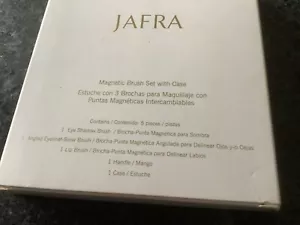 JAFRA
Magnetic Brush Set with Case
Estuche con 3 Brochas para Maquillaje con
Puntas Magnéticas Intercambiables
Contains / Contenido: 5 pieces / piezas
1 Eye Shadow Brush / Brocha-Punta Magnética para Sombra
1 Angled Eyeliner/Brow Brush / Brocha-Punta Magnética Angulada para Delinear Ojos y/o Cejas
1 Lip Brush / Brocha-Punta Magnética para Delinear Labios
1 Handle / Mango
1 Case / Estuche